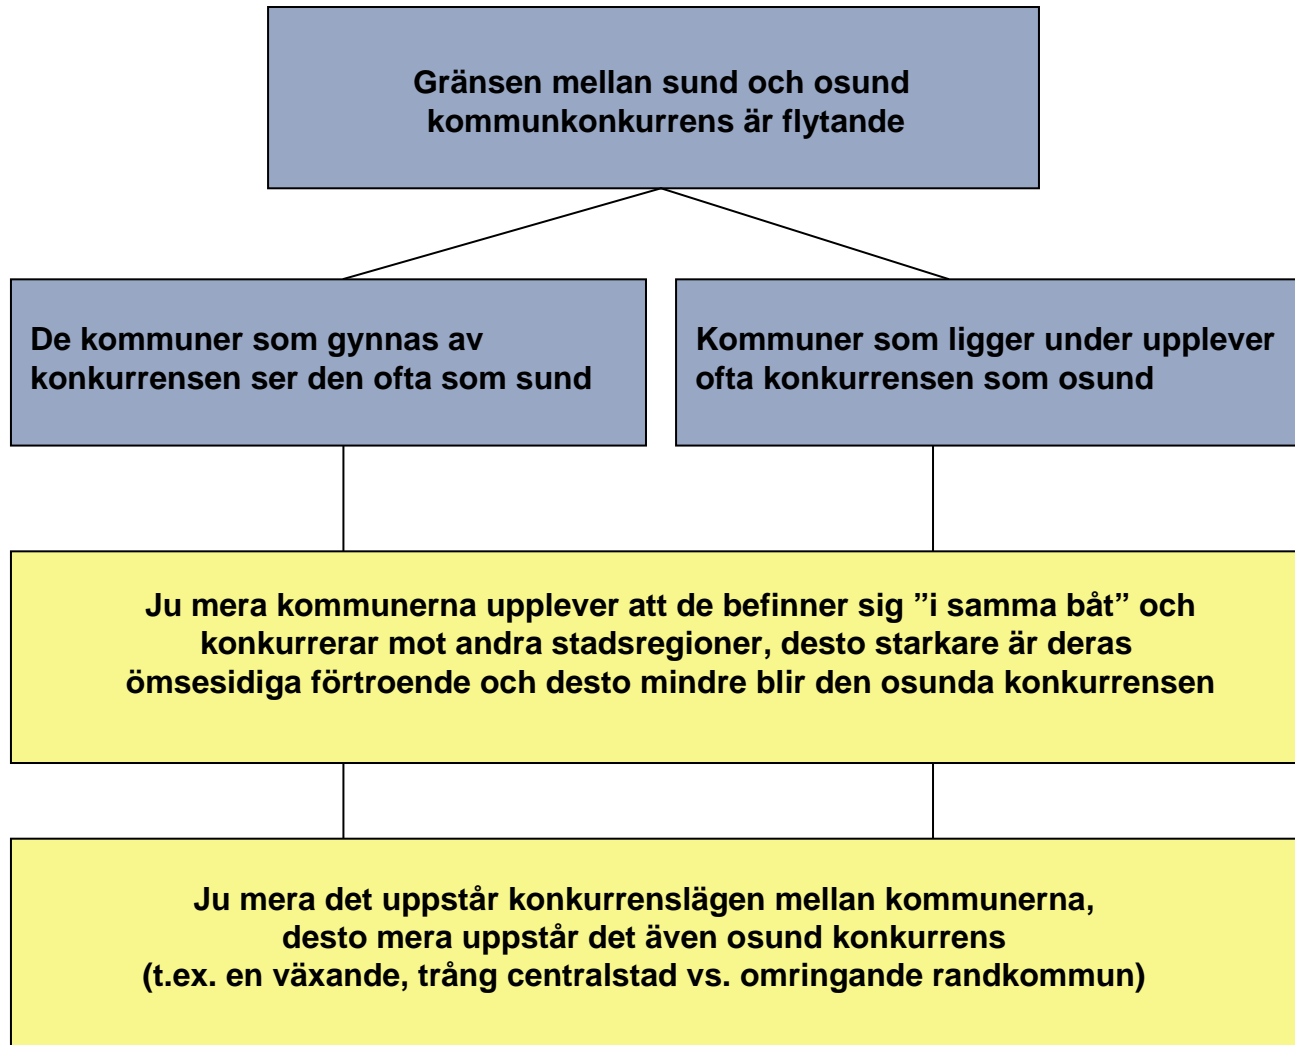 Gränsen mellan sund och osund
kommunkonkurrens är flytande
De kommuner som gynnas av
konkurrensen ser den ofta som sund
Kommuner som ligger under upplever
ofta konkurrensen som osund
Ju mera kommunerna upplever att de befinner sig ”i samma båt” och
konkurrerar mot andra stadsregioner, desto starkare är deras
ömsesidiga förtroende och desto mindre blir den osunda konkurrensen
Ju mera det uppstår konkurrenslägen mellan kommunerna,
desto mera uppstår det även osund konkurrens
(t.ex. en växande, trång centralstad vs. omringande randkommun)